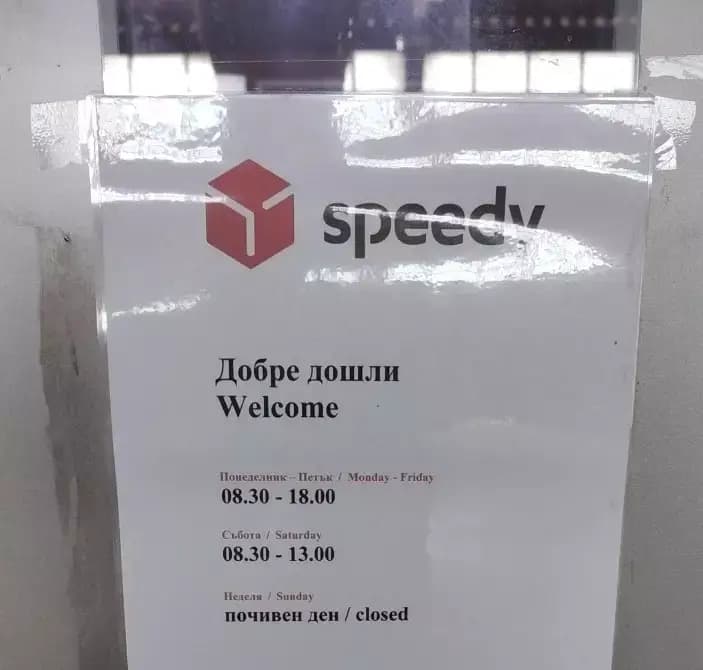 speedy
Добре дошли
Welcome
Понеделник – Петък / Monday - Friday
08.30 - 18.00
Събота / Saturday
08.30 - 13.00
Неделя / Sunday
почивен ден / closed